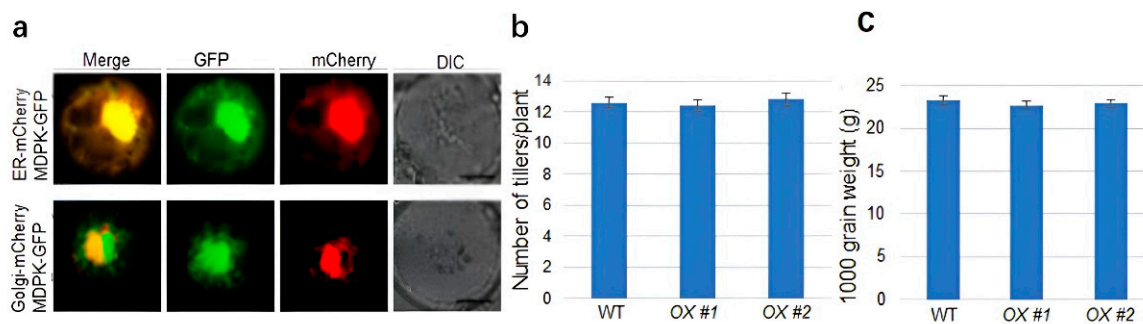 a
Merge
GFP
mCherry
DIC
ER-mCherry
MDPK-GFP
Golgi-mCherry
MDPK-GFP
b
Number of tillers/plant
14
12
10
8
6
4
2
0
WT
OX #1
OX #2
c
1000 grain weight (g)
25
20
15
10
5
0
WT
OX #1
OX #2